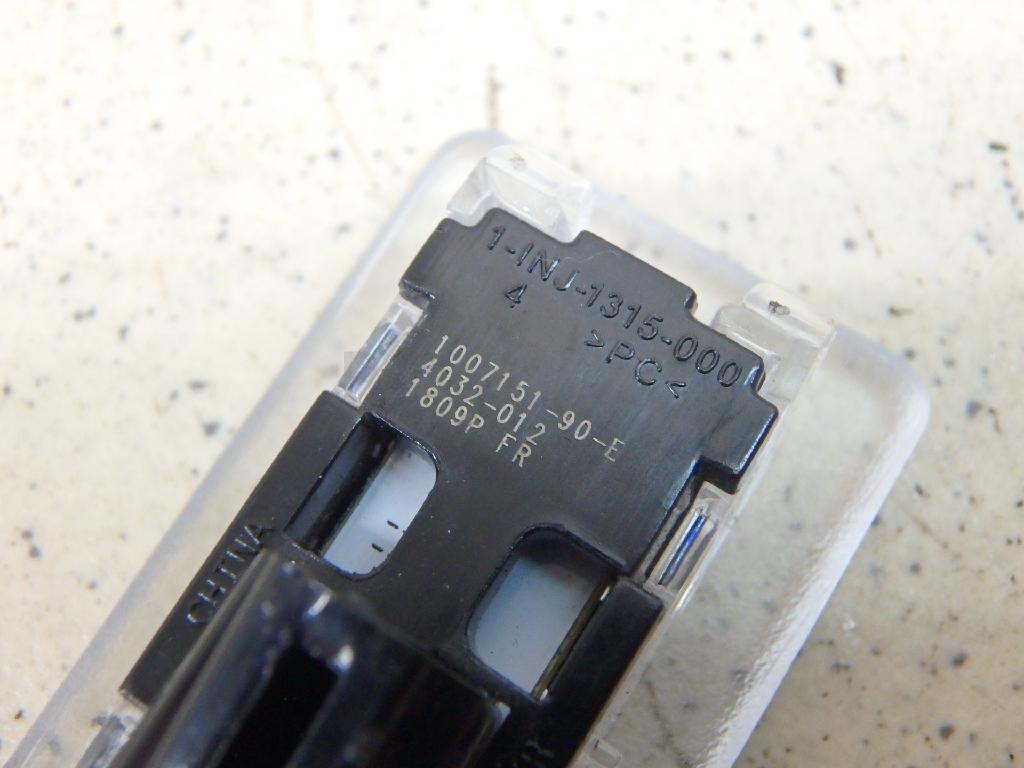 1-INJ-1315-000
4 >PC<
1007151-90-E
4032-012
1809P FR
CHINA